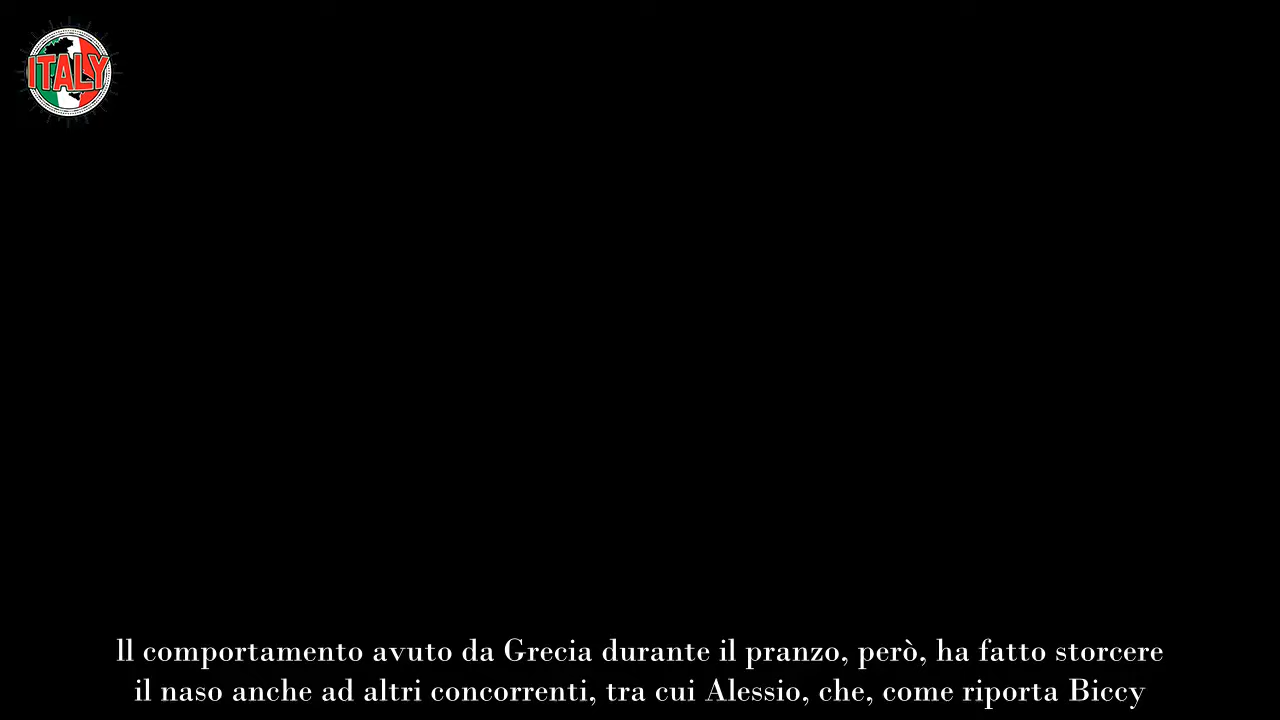 ITALY
ll comportamento avuto da Grecia durante il pranzo, però, ha fatto storcere
il naso anche ad altri concorrenti, tra cui Alessio, che, come riporta Biccy